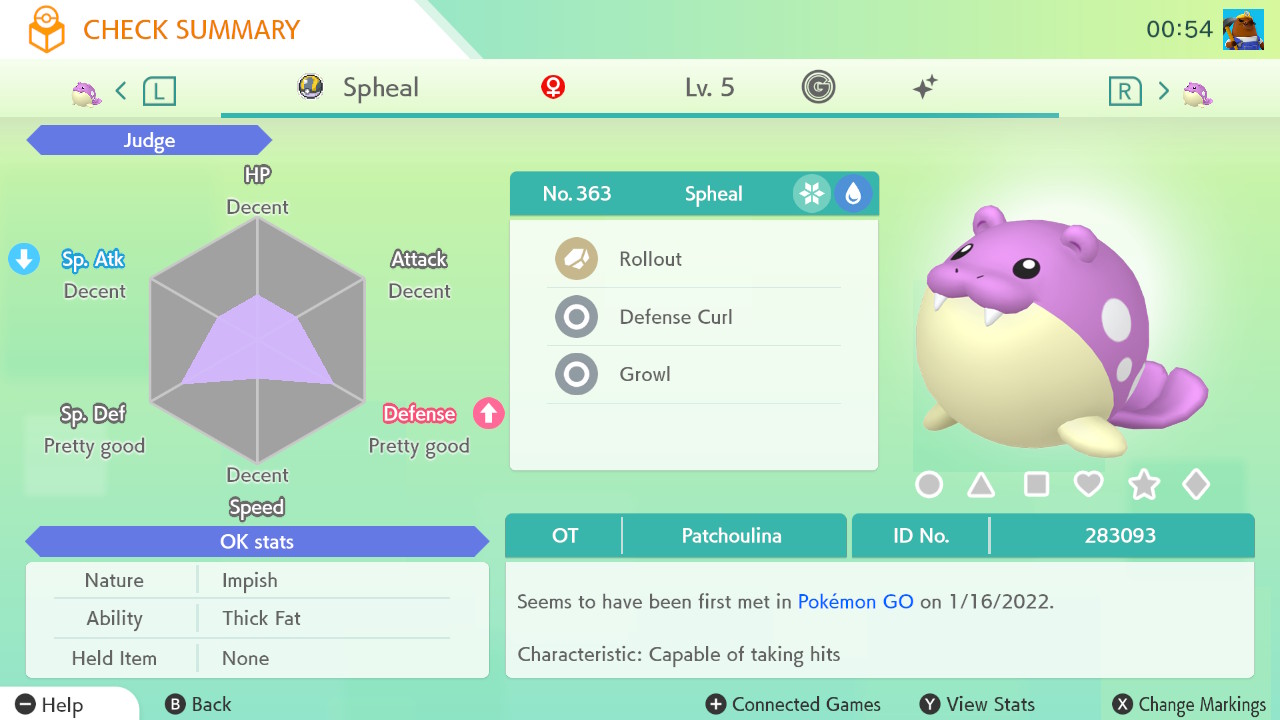 CHECK SUMMARY
00:54
L
Spheal
Lv. 5
G
R
Judge
HP
Decent
Sp. Atk
Decent
Attack
Decent
Sp. Def
Pretty good
Defense
Pretty good
Decent
Speed
OK stats
Nature Impish
Ability Thick Fat
Held Item None
No. 363 Spheal
Rollout
Defense Curl
Growl
OT Patchoulina
ID No. 283093
Seems to have been first met in Pokémon GO on 1/16/2022.
Characteristic: Capable of taking hits
Help
B Back
Connected Games
Y View Stats
X Change Markings